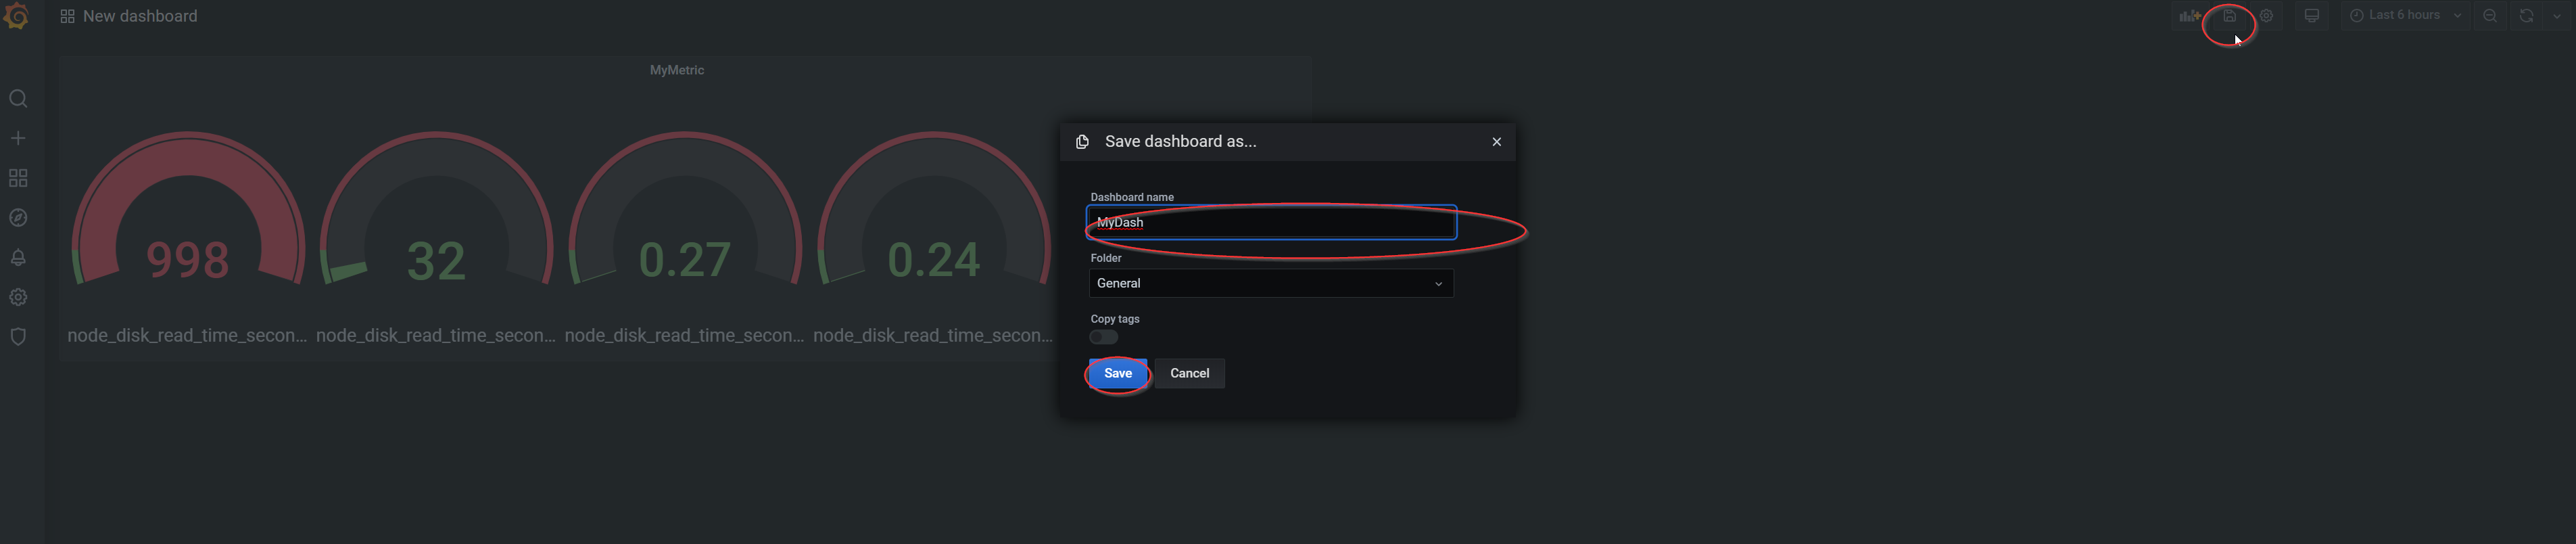 New dashboard
Last 6 hours
MyMetric
998
32
0.27
0.24
node_disk_read_time_secon...
node_disk_read_time_secon...
node_disk_read_time_secon...
node_disk_read_time_secon...
Save dashboard as...
Dashboard name
MyDash
Folder
General
Copy tags
Save
Cancel